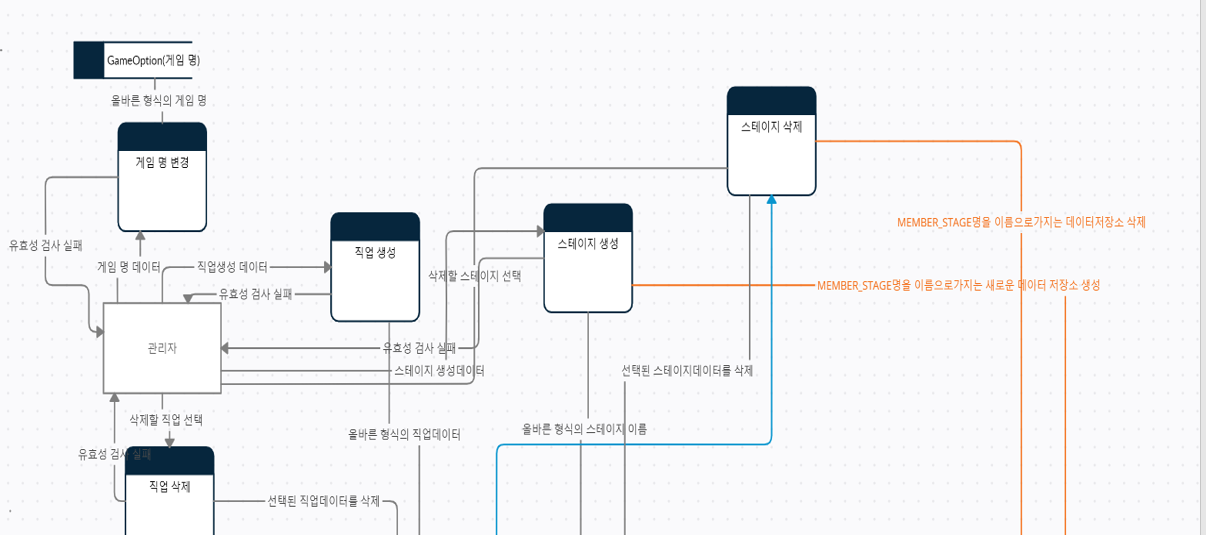 GameOption(게임 명)
올바른 형식의 게임 명
게임 명 변경
스테이지 삭제
유효성 검사 실패
게임 명 데이터
직업생성 데이터
직업 생성
삭제할 스테이지 선택
스테이지 생성
MEMBER_STAGE명을 이름으로가지는 데이터저장소 삭제
유효성 검사 실패
MEMBER_STAGE명을 이름으로가지는 새로운 데이터 저장소 생성
관리자
유효성 검사 실패
스테이지 생성데이터
선택된 스테이지데이터를 삭제
삭제할 직업 선택
올바른 형식의 직업데이터
올바른 형식의 스테이지 이름
유효성 검사 실패
직업 삭제
선택된 직업데이터를 삭제